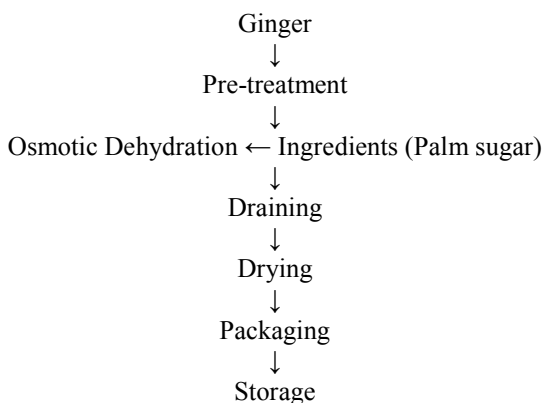 Ginger
↓
Pre-treatment
↓
Osmotic Dehydration ← Ingredients (Palm sugar)
↓
Draining
↓
Drying
↓
Packaging
↓
Storage